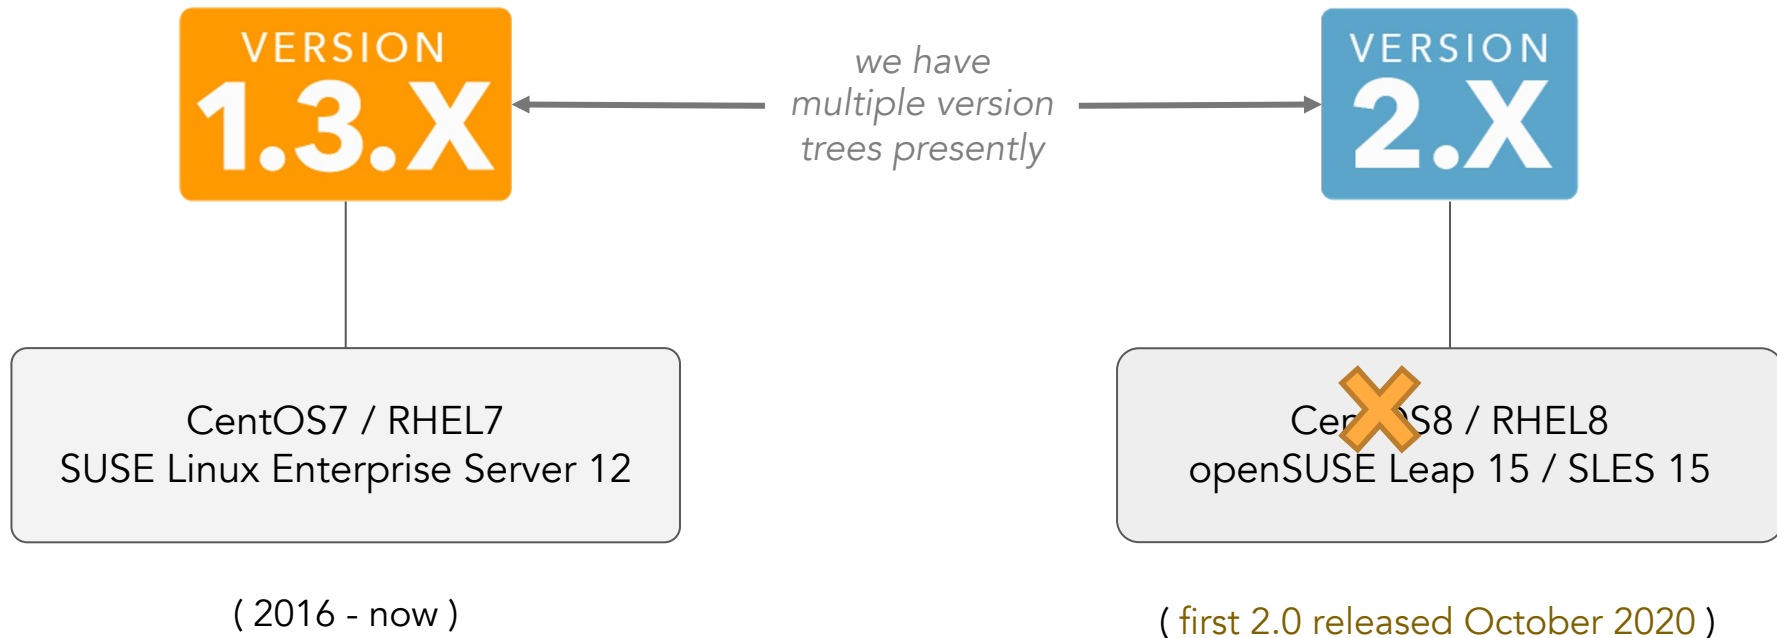 VERSION
1.3.X
we have
multiple version
trees presently
VERSION
2.X
CentOS7 / RHEL7
SUSE Linux Enterprise Server 12
( 2016 - now )
/ RHEL8
openSUSE Leap 15 / SLES 15
( first 2.0 released October 2020 )